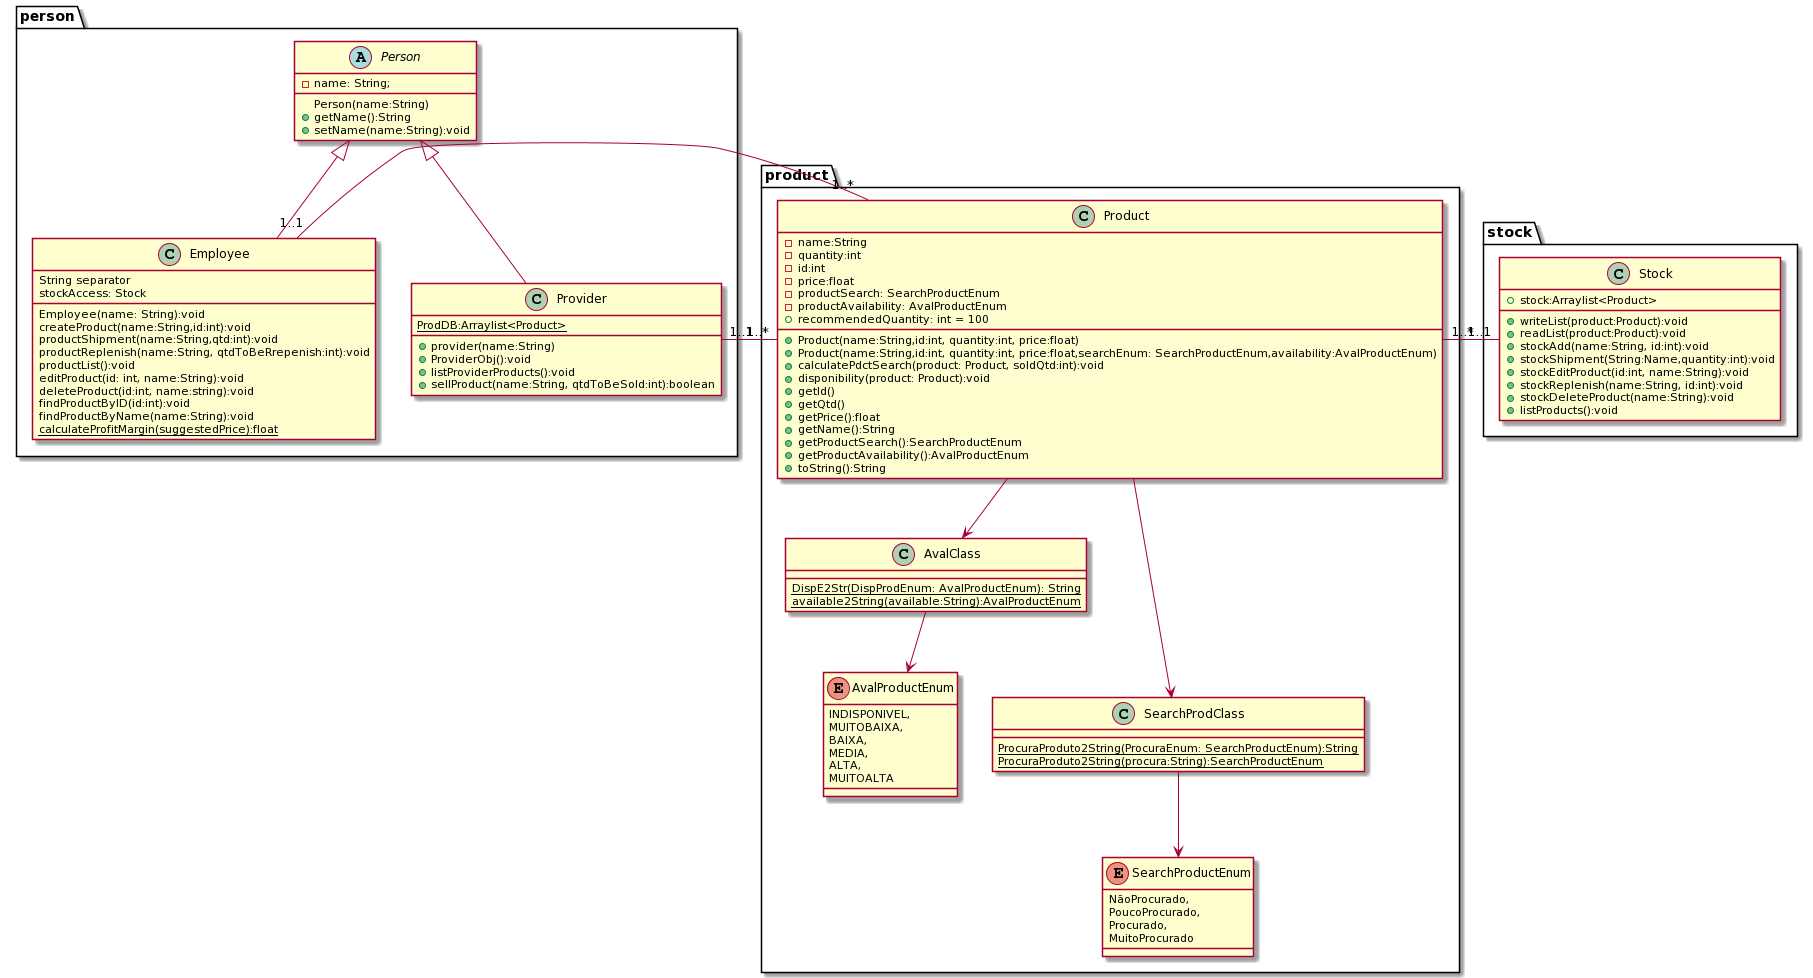 person
A Person
name: String;
Person(name:String)
getName():String
setName(name:String):void
1..1
C Employee
String separator
stockAccess: Stock
Employee(name: String):void
createProduct(name:String,id:int):void
productShipment(name:String,qtd:int):void
productReplenish(name:String, qtdToBeRrepenish:int):void
productList():void
editProduct(id: int, name:String):void
deleteProduct(id:int, name:string):void
findProductByID(id:int):void
findProductByName(name:String):void
calculateProfitMargin(suggestedPrice):float
C Provider
ProdDB:Arraylist<Product>
provider(name:String)
ProviderObj():void
listProviderProducts():void
sellProduct(name:String, qtdToBeSold:int):boolean
1..1
1..*
product
1..*
C Product
name:String
quantity:int
id:int
price:float
productSearch: SearchProductEnum
productAvailability: AvalProductEnum
recommendedQuantity: int = 100
Product(name:String,id:int, quantity:int, price:float)
Product(name:String,id:int, quantity:int, price:float,searchEnum: SearchProductEnum,availability:AvalProductEnum)
calculatePdctSearch(product: Product, soldQtd:int):void
disponibility(product: Product):void
getId()
getQtd()
getPrice():float
getName():String
getProductSearch():SearchProductEnum
getProductAvailability():AvalProductEnum
toString():String
1..*
1..1
stock
C Stock
stock:Arraylist<Product>
writeList(product:Product):void
readList(product:Product):void
stockAdd(name:String, id:int):void
stockShipment(String:Name,quantity:int):void
stockEditProduct(id:int, name:String):void
stockReplenish(name:String, id:int):void
stockDeleteProduct(name:String):void
listProducts():void
C AvalClass
DispE2Str(DispProdEnum: AvalProductEnum): String
available2String(available:String):AvalProductEnum
E AvalProductEnum
INDISPONIVEL,
MUITOBAIXA,
BAIXA,
MEDIA,
ALTA,
MUITOALTA
C SearchProdClass
ProcuraProduto2String(ProcuraEnum: SearchProductEnum):String
ProcuraProduto2String(procura:String):SearchProductEnum
E SearchProductEnum
NãoProcurado,
PoucoProcurado,
Procurado,
MuitoProcurado